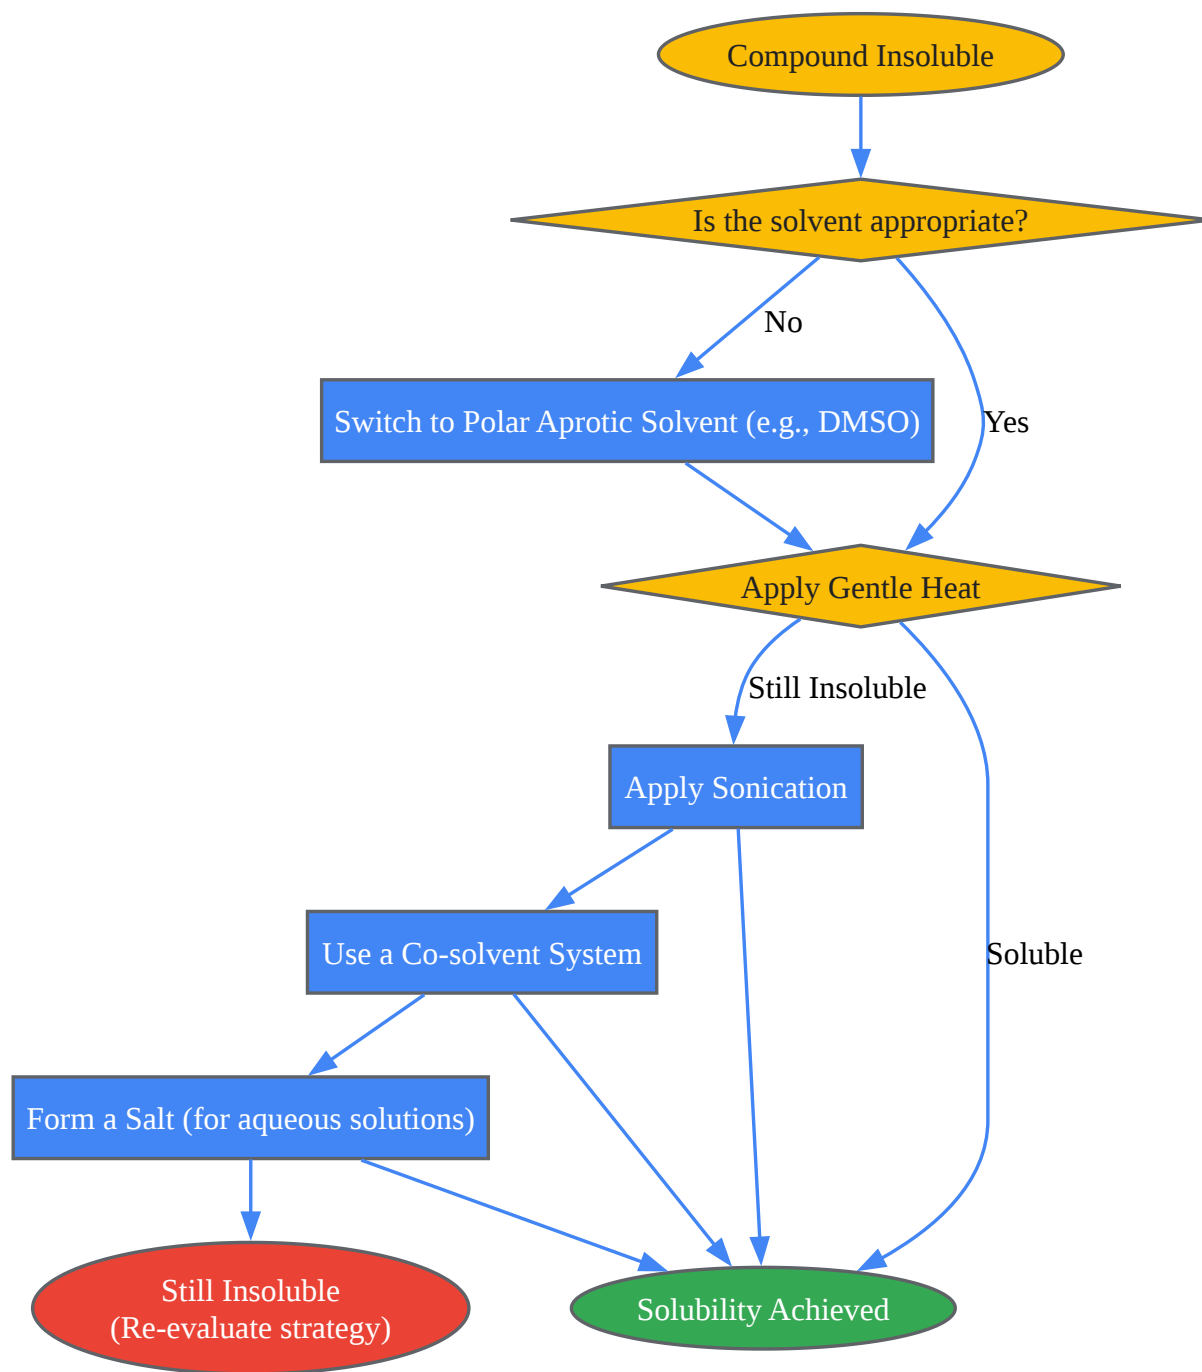 Compound Insoluble
Is the solvent appropriate?
No
Switch to Polar Aprotic Solvent (e.g., DMSO)
Yes
Apply Gentle Heat
Still Insoluble
Apply Sonication
Use a Co-solvent System
Soluble
Form a Salt (for aqueous solutions)
Still Insoluble
(Re-evaluate strategy)
Solubility Achieved